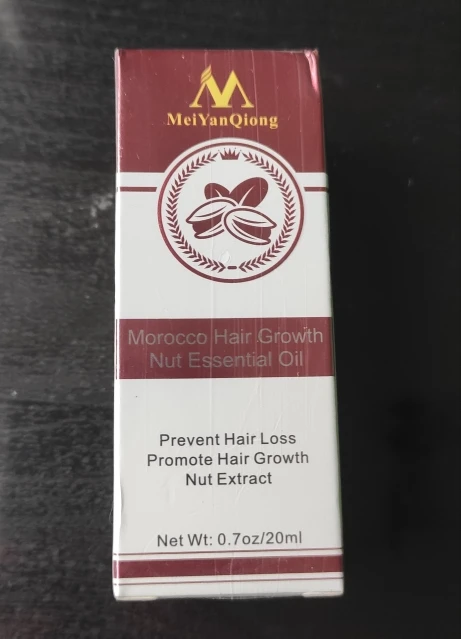 MeiYanQiong
Morocco Hair Growth
Nut Essential Oil
Prevent Hair Loss
Promote Hair Growth
Nut Extract
Net Wt: 0.7oz/20ml